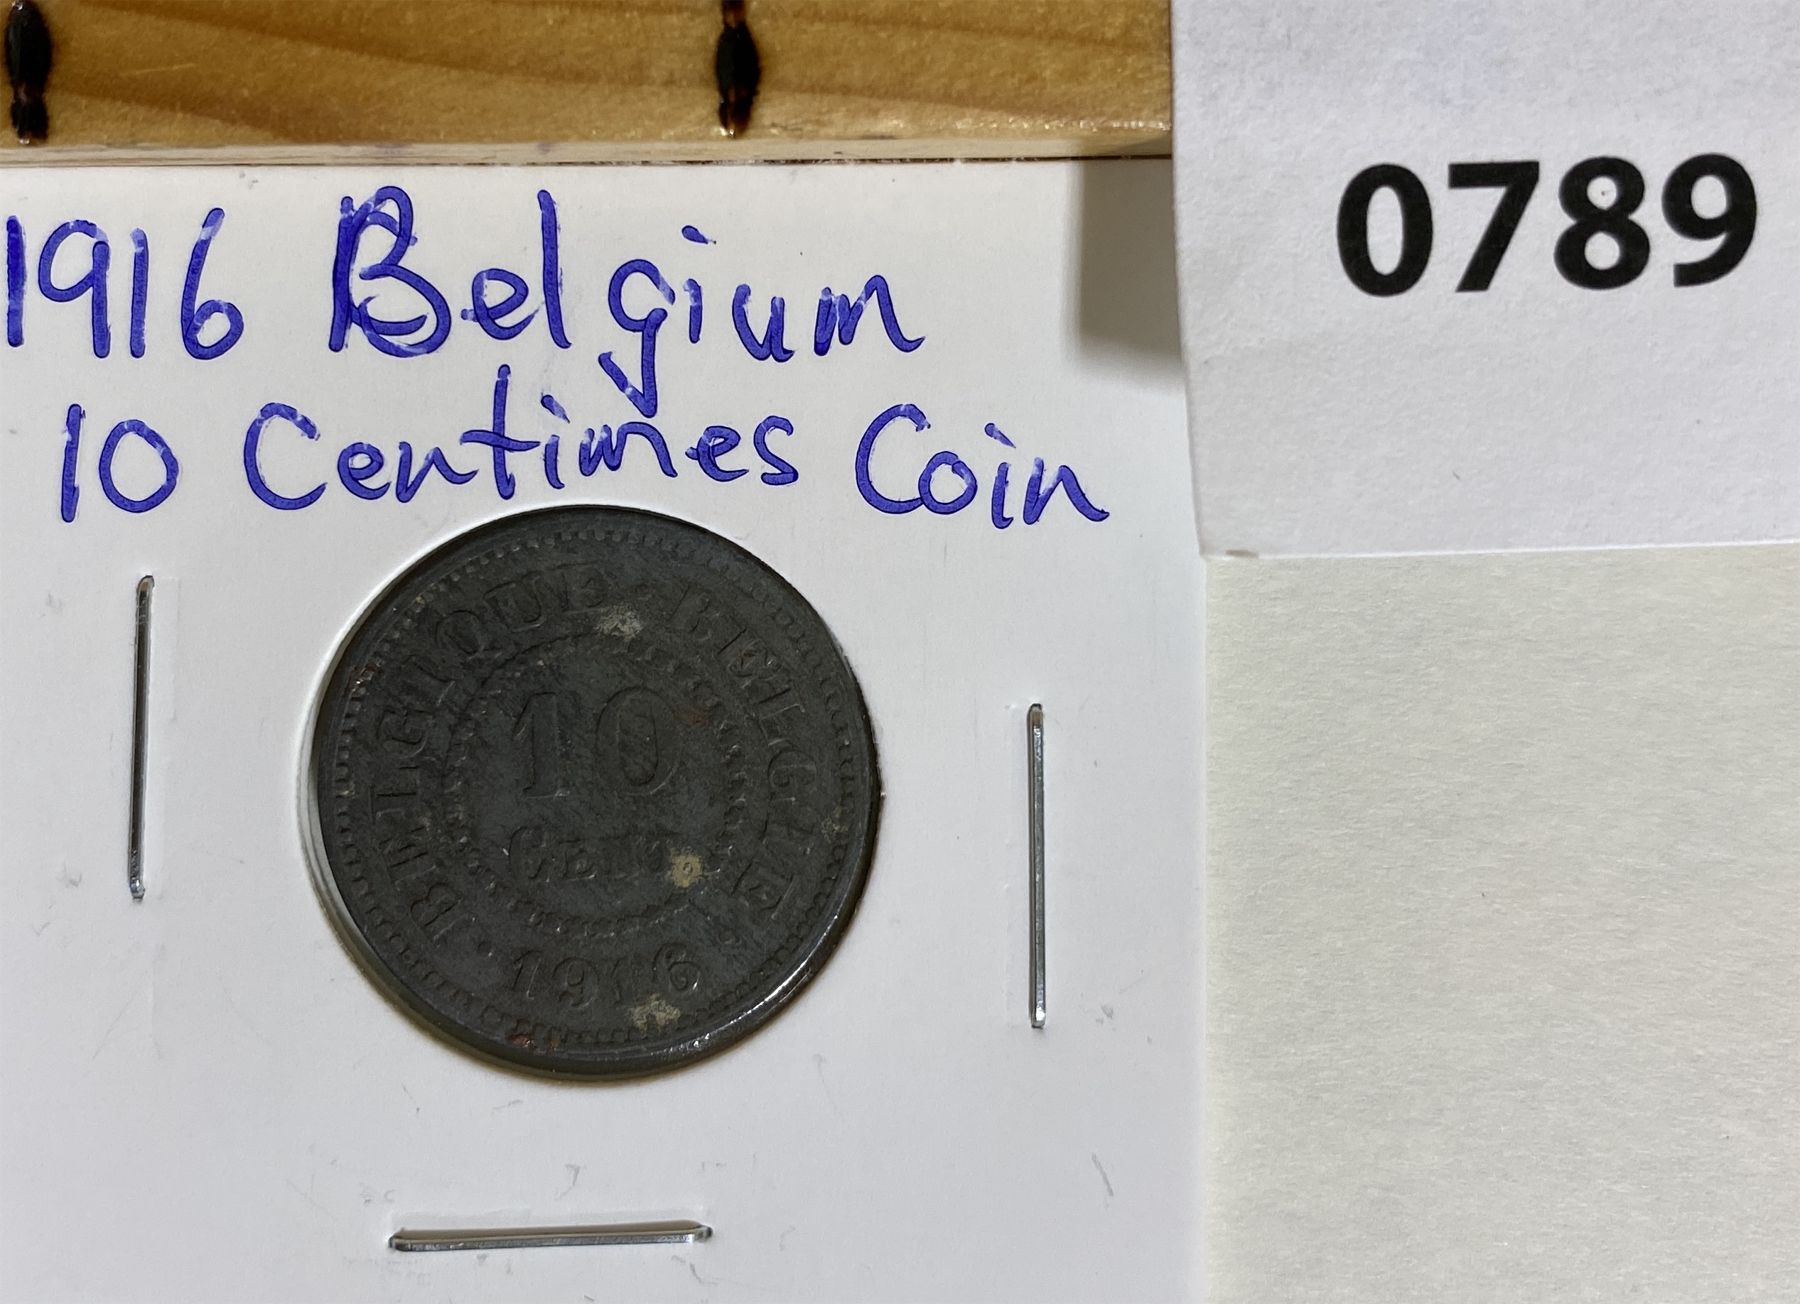 0789
1916 Belgium
10 Centimes Coin
BELGIQUE · BELGIE
10
CENT.
· 1916 ·